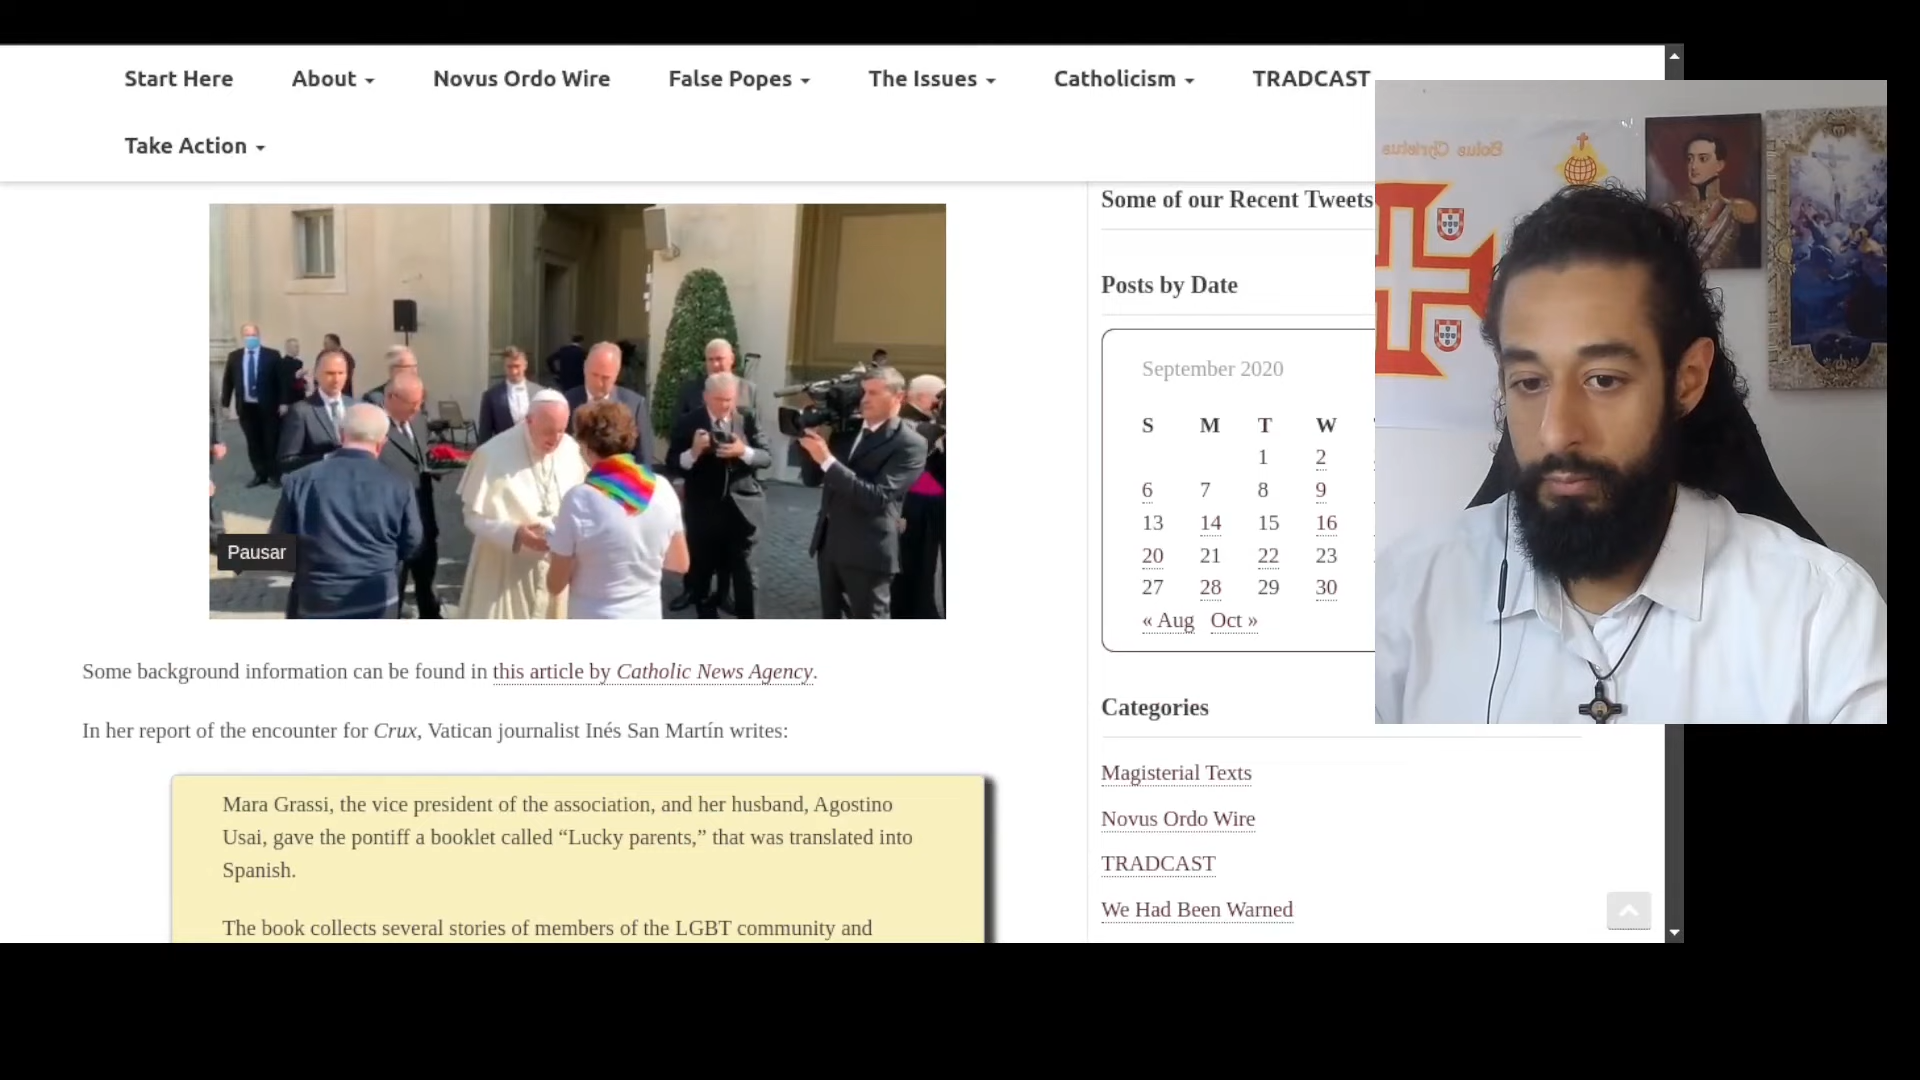 Start Here
About
Novus Ordo Wire
False Popes
The Issues
Catholicism
TRADCAST
Take Action
Pausar
Some background information can be found in this article by Catholic News Agency.
In her report of the encounter for Crux, Vatican journalist Inés San Martín writes:
Mara Grassi, the vice president of the association, and her husband, Agostino
Usai, gave the pontiff a booklet called “Lucky parents,” that was translated into
Spanish.
The book collects several stories of members of the LGBT community and
Some of our Recent Tweets
Posts by Date
September 2020
S M T W
1 2
6 7 8 9
13 14 15 16
20 21 22 23
27 28 29 30
« Aug Oct »
Categories
Magisterial Texts
Novus Ordo Wire
TRADCAST
We Had Been Warned
Solus Christus